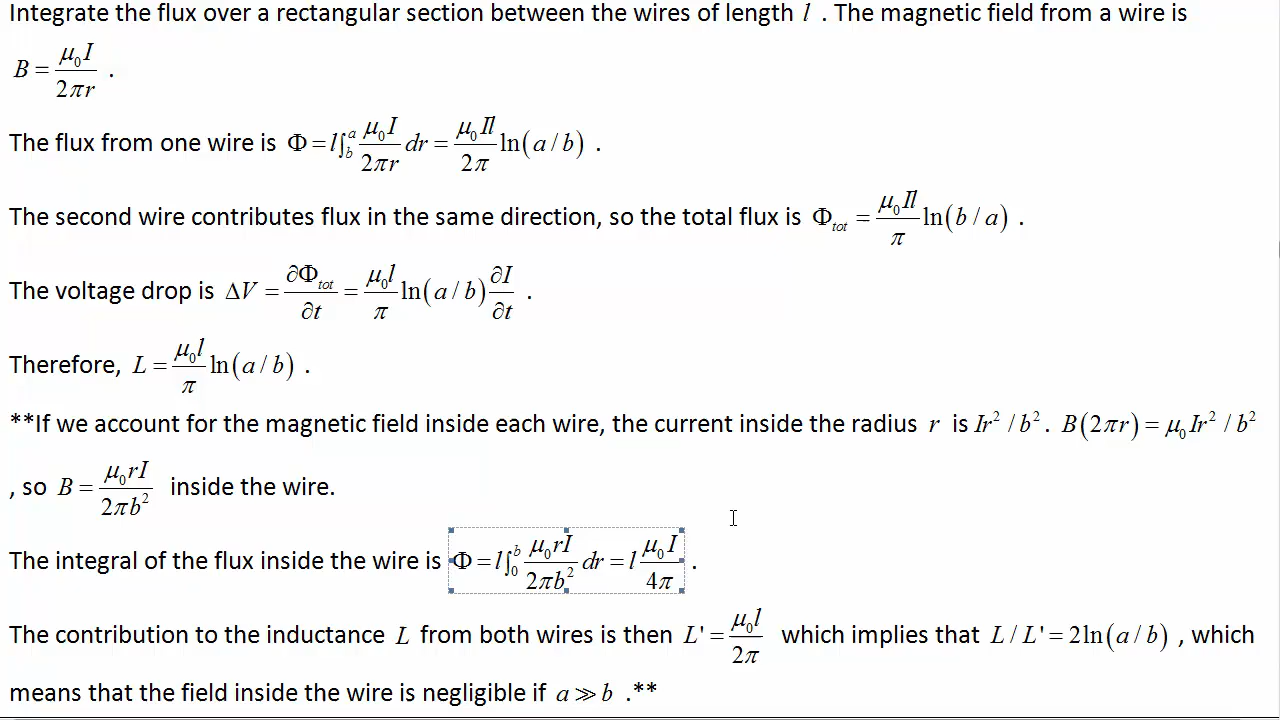 Integrate the flux over a rectangular section between the wires of length l . The magnetic field from a wire is
B = μ₀I / 2πr .
The flux from one wire is Φ = l∫_b^a μ₀I/2πr dr = μ₀Il/2π ln(a/b) .
The second wire contributes flux in the same direction, so the total flux is Φ_tot = μ₀Il/π ln(b/a) .
The voltage drop is ΔV = ∂Φ_tot/∂t = μ₀l/π ln(a/b) ∂I/∂t .
Therefore, L = μ₀l/π ln(a/b) .
**If we account for the magnetic field inside each wire, the current inside the radius r is Ir²/b². B(2πr) = μ₀Ir²/b²
, so B = μ₀rI/2πb² inside the wire.
The integral of the flux inside the wire is Φ = l∫_0^b μ₀rI/2πb² dr = l μ₀I/4π .
The contribution to the inductance L from both wires is then L' = μ₀l/2π which implies that L/L' = 2ln(a/b) , which
means that the field inside the wire is negligible if a ≫ b .**